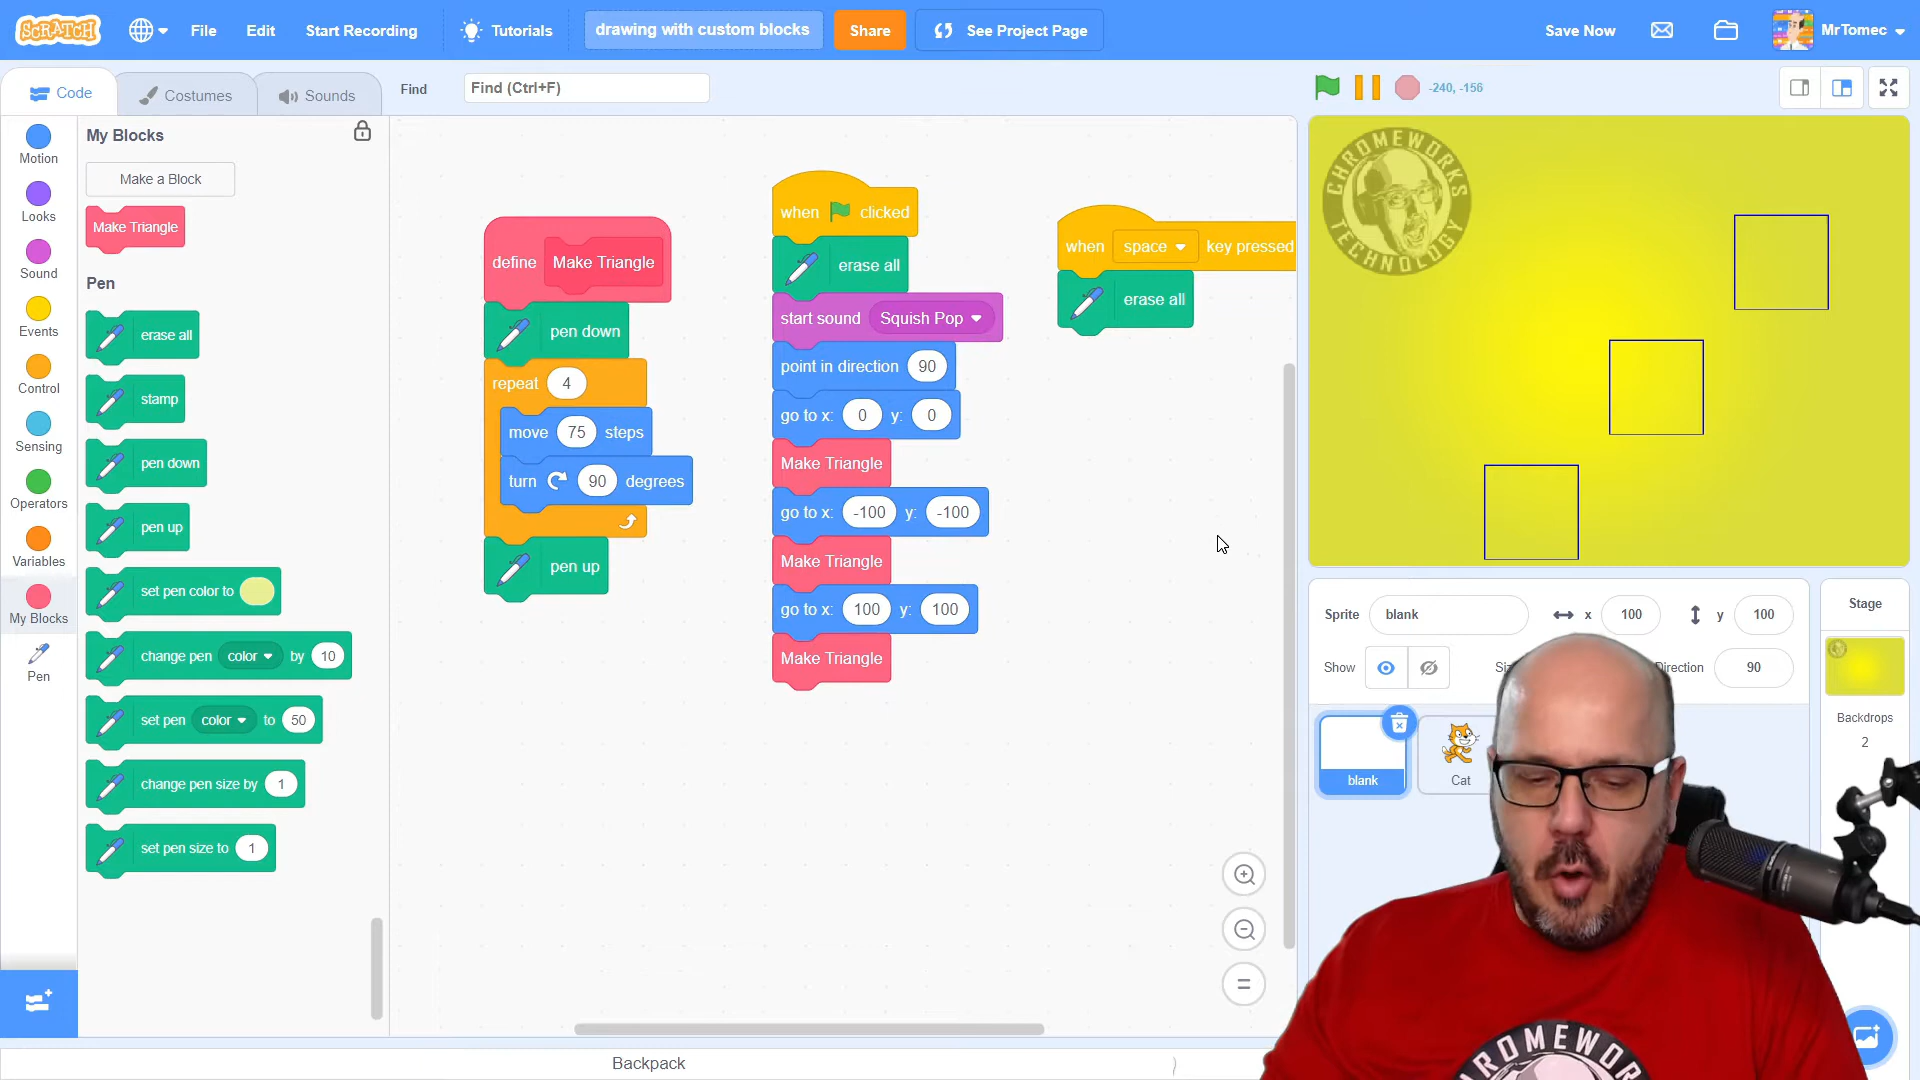 SCRATCH
File
Edit
Start Recording
Tutorials
drawing with custom blocks
Share
See Project Page
Save Now
MrTomec
Code
Costumes
Sounds
Find
Find (Ctrl+F)
-240, -156
Motion
Looks
Sound
Events
Control
Sensing
Operators
Variables
My Blocks
Pen
My Blocks
Make a Block
Make Triangle
Pen
erase all
stamp
pen down
pen up
set pen color to
change pen color by 10
set pen color to 50
change pen size by 1
set pen size to 1
define Make Triangle
pen down
repeat 4
move 75 steps
turn 90 degrees
pen up
when clicked
erase all
start sound Squish Pop
point in direction 90
go to x: 0 y: 0
Make Triangle
go to x: -100 y: -100
Make Triangle
go to x: 100 y: 100
Make Triangle
when space key pressed
erase all
CHROMEWORKS
TECHNOLOGY
Sprite blank x 100 y 100
Show Direction 90
blank
Cat
Stage
Backdrops
2
Backpack